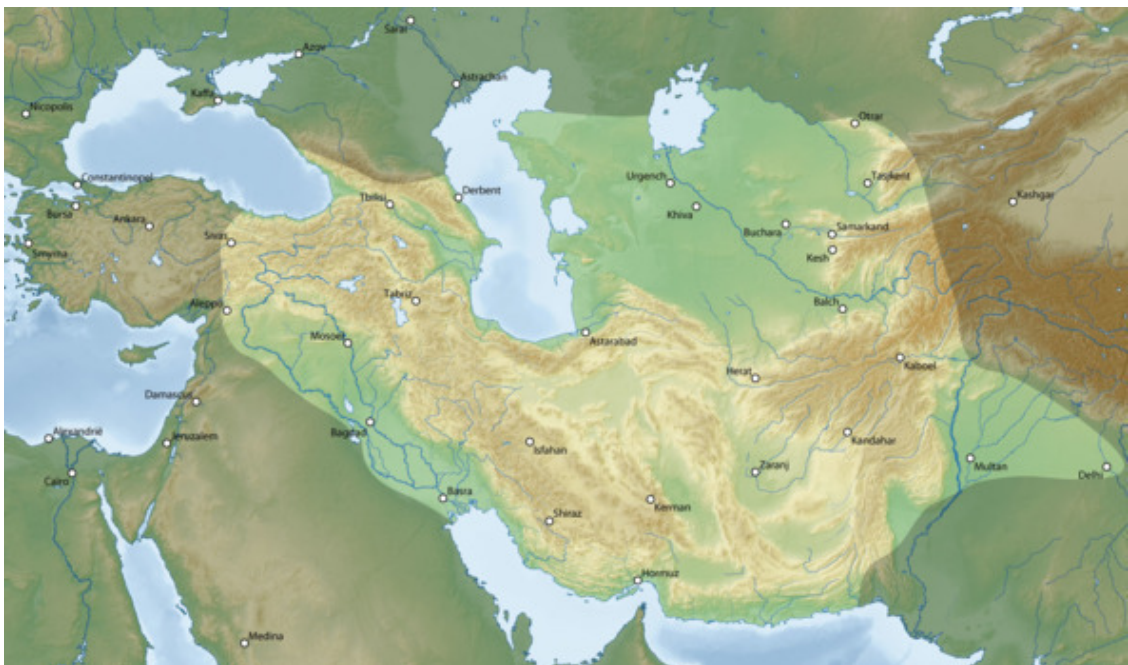 Sarai
Azov
Astrachan
Kaffa
Nicopolis
Otrar
Constantinopel
Urgench
Tasjkent
Kashgar
Derbent
Tbilisi
Khiva
Bursa
Ankara
Buchara
Samarkand
Sivas
Smyrna
Kesh
Aleppo
Tabriz
Balch
Mosoel
Astarabad
Herat
Kaboel
Damascus
Bagdad
Alexandrië
Jeruzalem
Isfahan
Kandahar
Cairo
Zaranj
Multan
Delhi
Basra
Kerman
Shiraz
Hormuz
Medina